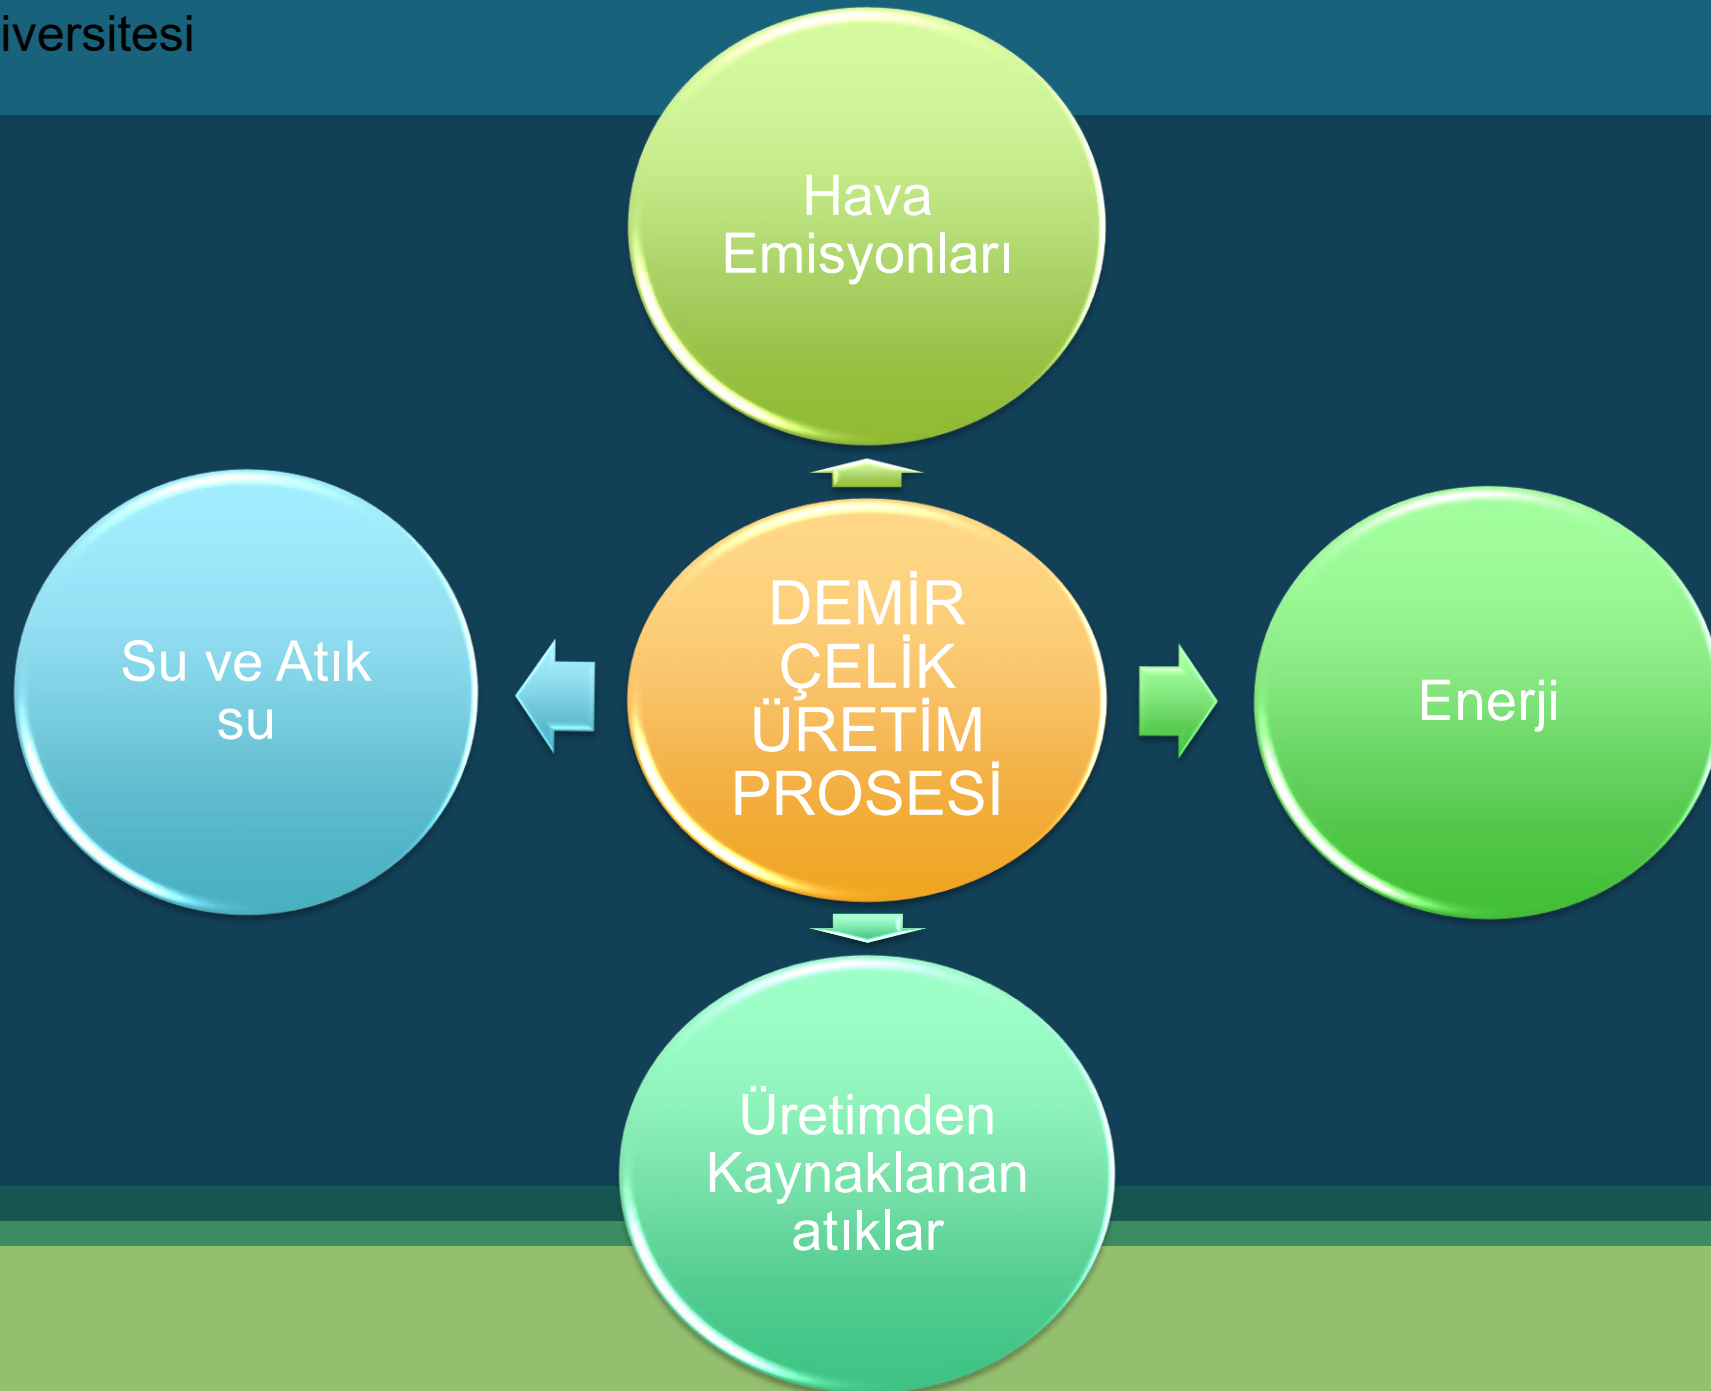 iversitesi
Hava
Emisyonları
Su ve Atık
su
DEMİR
ÇELİK
ÜRETİM
PROSESİ
Enerji
Üretimden
Kaynaklanan
atıklar